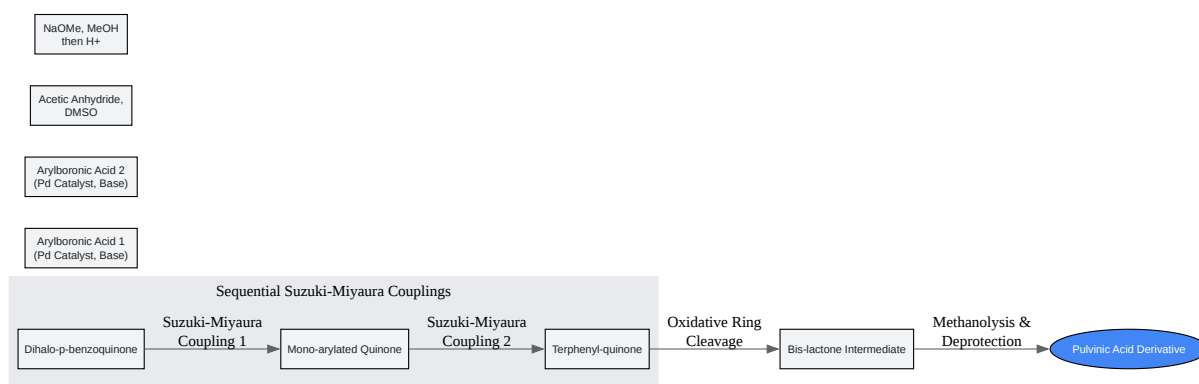 NaOMe, MeOH
then H+
Acetic Anhydride,
DMSO
Arylboronic Acid 2
(Pd Catalyst, Base)
Arylboronic Acid 1
(Pd Catalyst, Base)
Sequential Suzuki-Miyaura Couplings
Dihalo-p-benzoquinone
Suzuki-Miyaura
Coupling 1
Mono-arylated Quinone
Suzuki-Miyaura
Coupling 2
Terphenyl-quinone
Oxidative Ring
Cleavage
Bis-lactone Intermediate
Methanolysis &
Deprotection
Pulvinic Acid Derivative